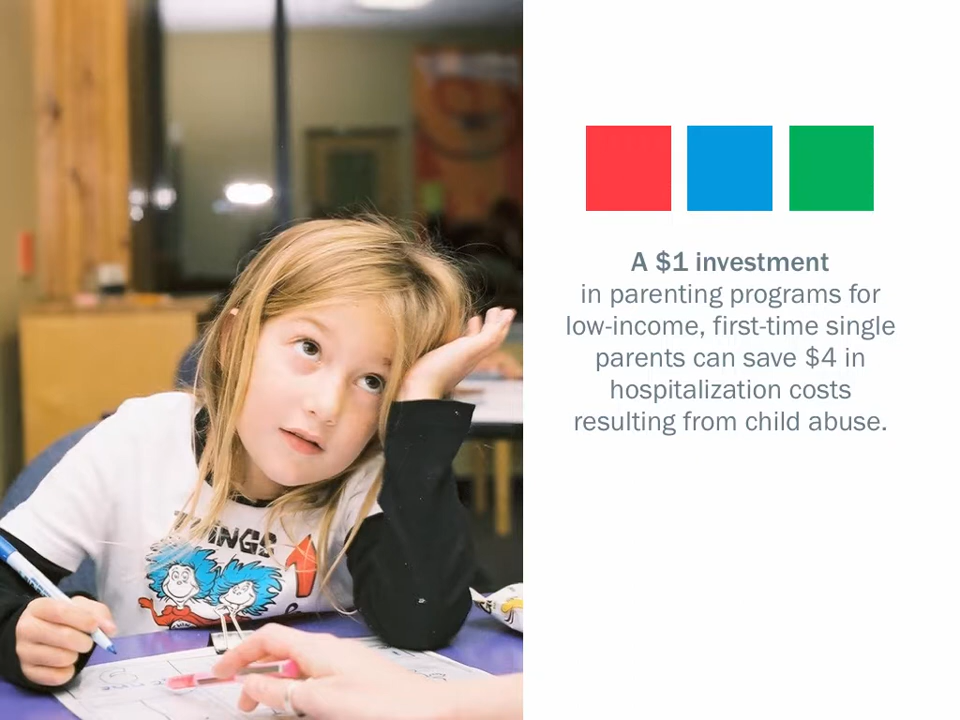 A $1 investment
in parenting programs for
low-income, first-time single
parents can save $4 in
hospitalization costs
resulting from child abuse.
THINGS